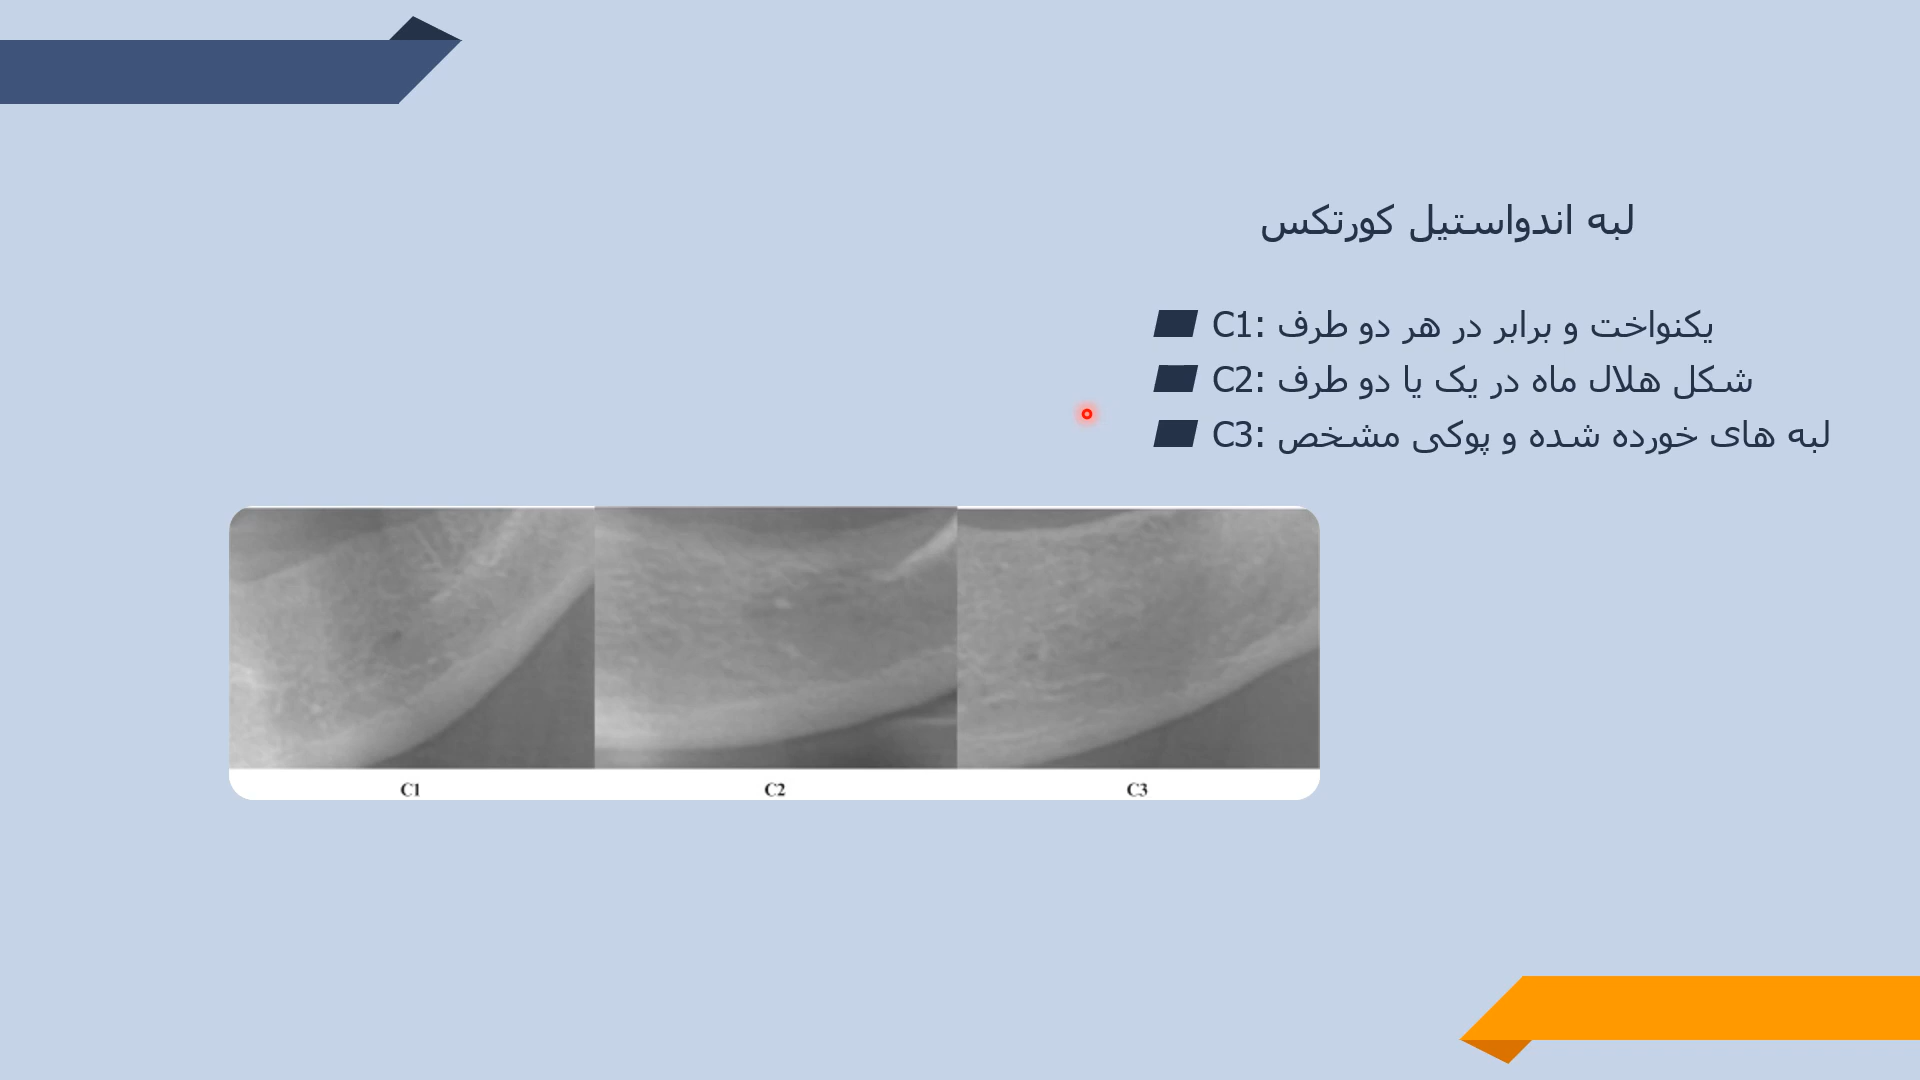 لبه اندواستیل کورتکس
C1: یکنواخت و برابر در هر دو طرف
C2: شکل هلال ماه در یک یا دو طرف
C3: لبه های خورده شده و پوکی مشخص
C1
C2
C3